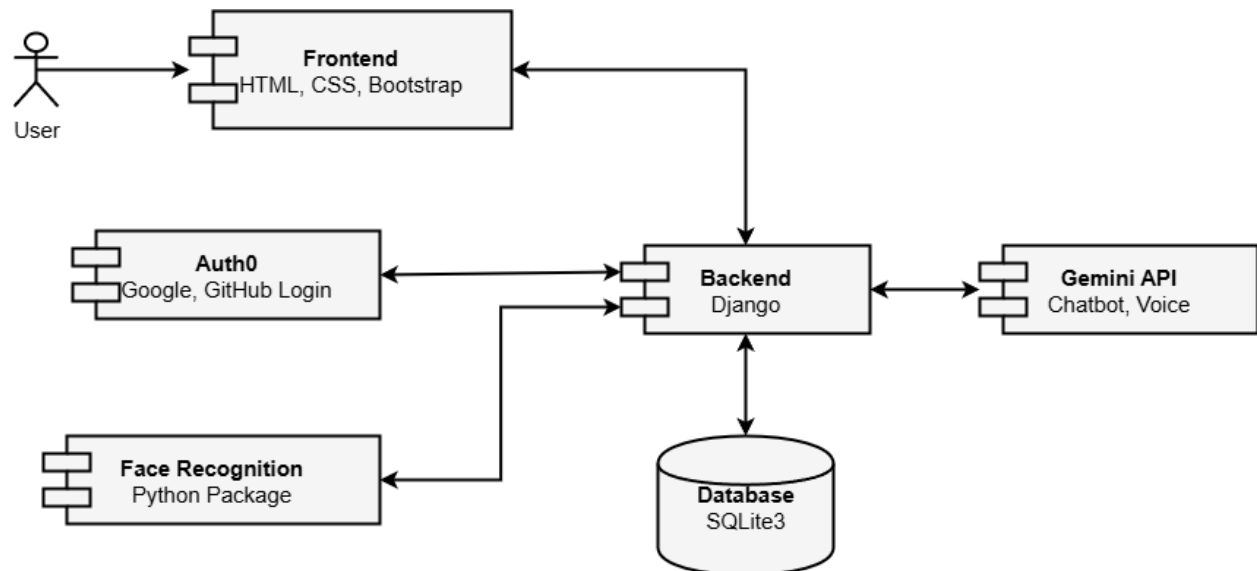 Frontend
HTML, CSS, Bootstrap
User
Auth0
Google, GitHub Login
Backend
Django
Gemini API
Chatbot, Voice
Face Recognition
Python Package
Database
SQLite3